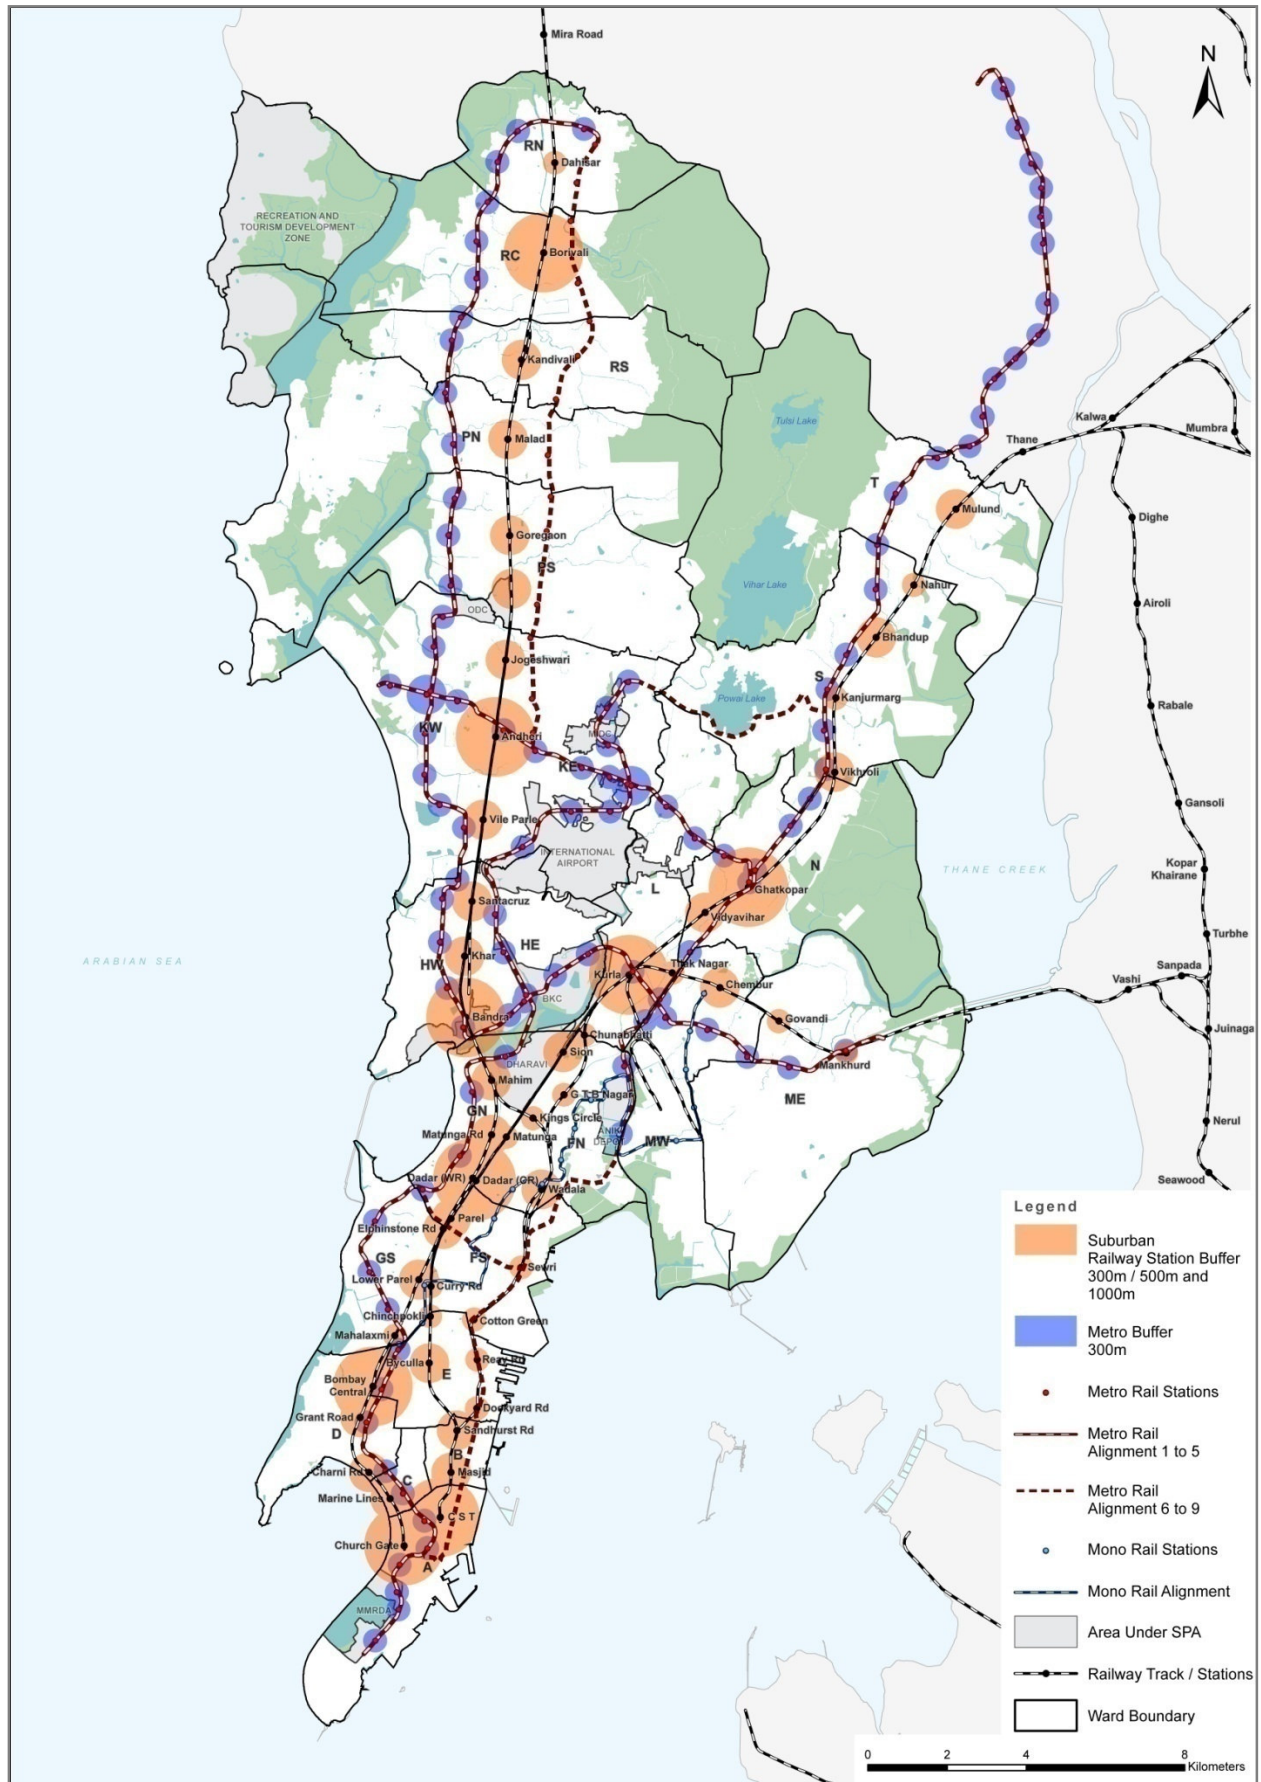 Mira Road
N
RN
Dahisar
RECREATION AND
TOURISM DEVELOPMENT
ZONE
RC
Borivali
Kandivali
RS
Tulsi Lake
Kalwa
Mumbra
PN
Malad
Thane
T
Mulund
Dighe
Goregaon
PS
Vihar Lake
Nahur
Airoli
ODC
Bhandup
Jogeshwari
S
Kanjurmarg
Powai Lake
Rabale
KW
Andheri
MIDC
KE
Vikhroli
Gansoli
Vile Parle
INTERNATIONAL
AIRPORT
N
THANE CREEK
Kopar
Khairane
L
Ghatkopar
Santacruz
Vidyavihar
Turbhe
HE
ARABIAN SEA
Khar
HW
Kurla
Tilak Nagar
Sanpada
Vashi
BKC
Chembur
Bandra
Govandi
Chunabhatti
Juinaga
Sion
DHARAVI
Mankhurd
Mahim
G T B Nagar
ME
GN
Kings Circle
Nerul
Matunga Rd
Matunga
FN
ANIK
DEPOT
MW
Dadar (WR)
Dadar (CR)
Wadala
Seawood
Parel
Elphinstone Rd
GS
FS
Sewri
Lower Parel
Curry Rd
Chinchpokli
Cotton Green
Mahalaxmi
Byculla
E
Reay Rd
Bombay
Central
Dockyard Rd
Grant Road
Sandhurst Rd
D
B
Charni Rd
Masjid
C
Marine Lines
C S T
Church Gate
A
MMRDA
Legend
Suburban
Railway Station Buffer
300m / 500m and
1000m
Metro Buffer
300m
Metro Rail Stations
Metro Rail
Alignment 1 to 5
Metro Rail
Alignment 6 to 9
Mono Rail Stations
Mono Rail Alignment
Area Under SPA
Railway Track / Stations
Ward Boundary
0 2 4 8
Kilometers